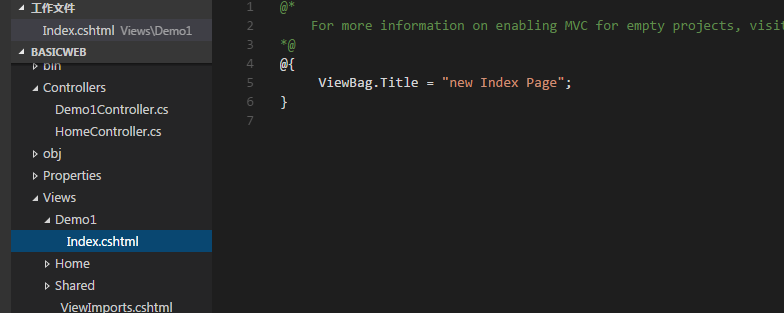 工作文件
Index.cshtml Views\Demo1
BASICWEB
bin
Controllers
Demo1Controller.cs
HomeController.cs
obj
Properties
Views
Demo1
Index.cshtml
Home
Shared
ViewImports.cshtml
1 @*
2 For more information on enabling MVC for empty projects, visit
3 *@
4 @{
5 ViewBag.Title = "new Index Page";
6 }
7